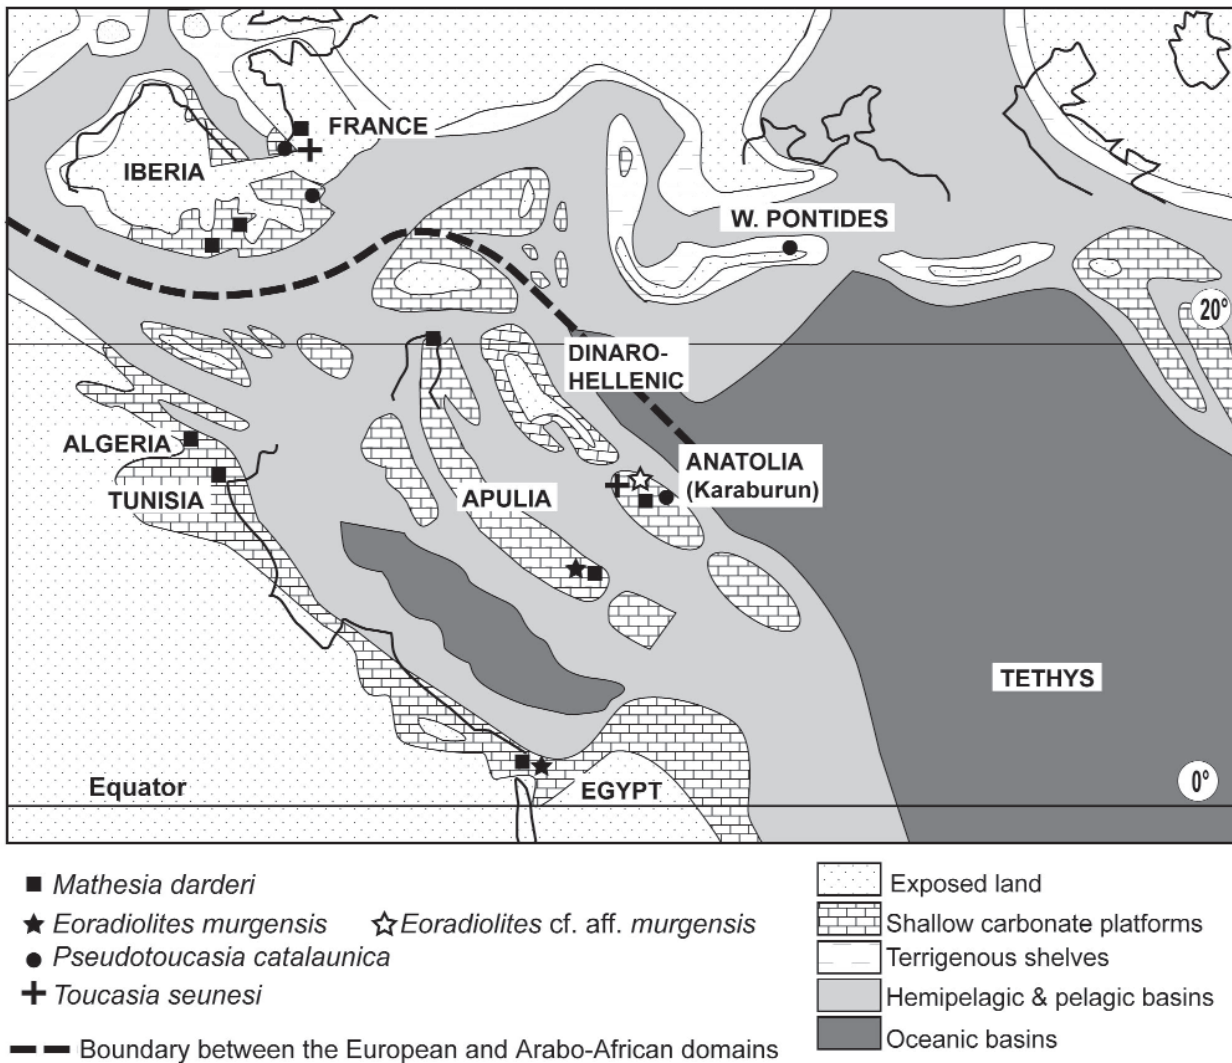 FRANCE
IBERIA
W. PONTIDES
20°
DINARO-
HELLENIC
ALGERIA
ANATOLIA
(Karaburun)
TUNISIA
APULIA
TETHYS
Equator
EGYPT
0°
Mathesia darderi
Eoradiolites murgensis
Eoradiolites cf. aff. murgensis
Pseudotoucasia catalaunica
Toucasia seunesi
Boundary between the European and Arabo-African domains
Exposed land
Shallow carbonate platforms
Terrigenous shelves
Hemipelagic & pelagic basins
Oceanic basins